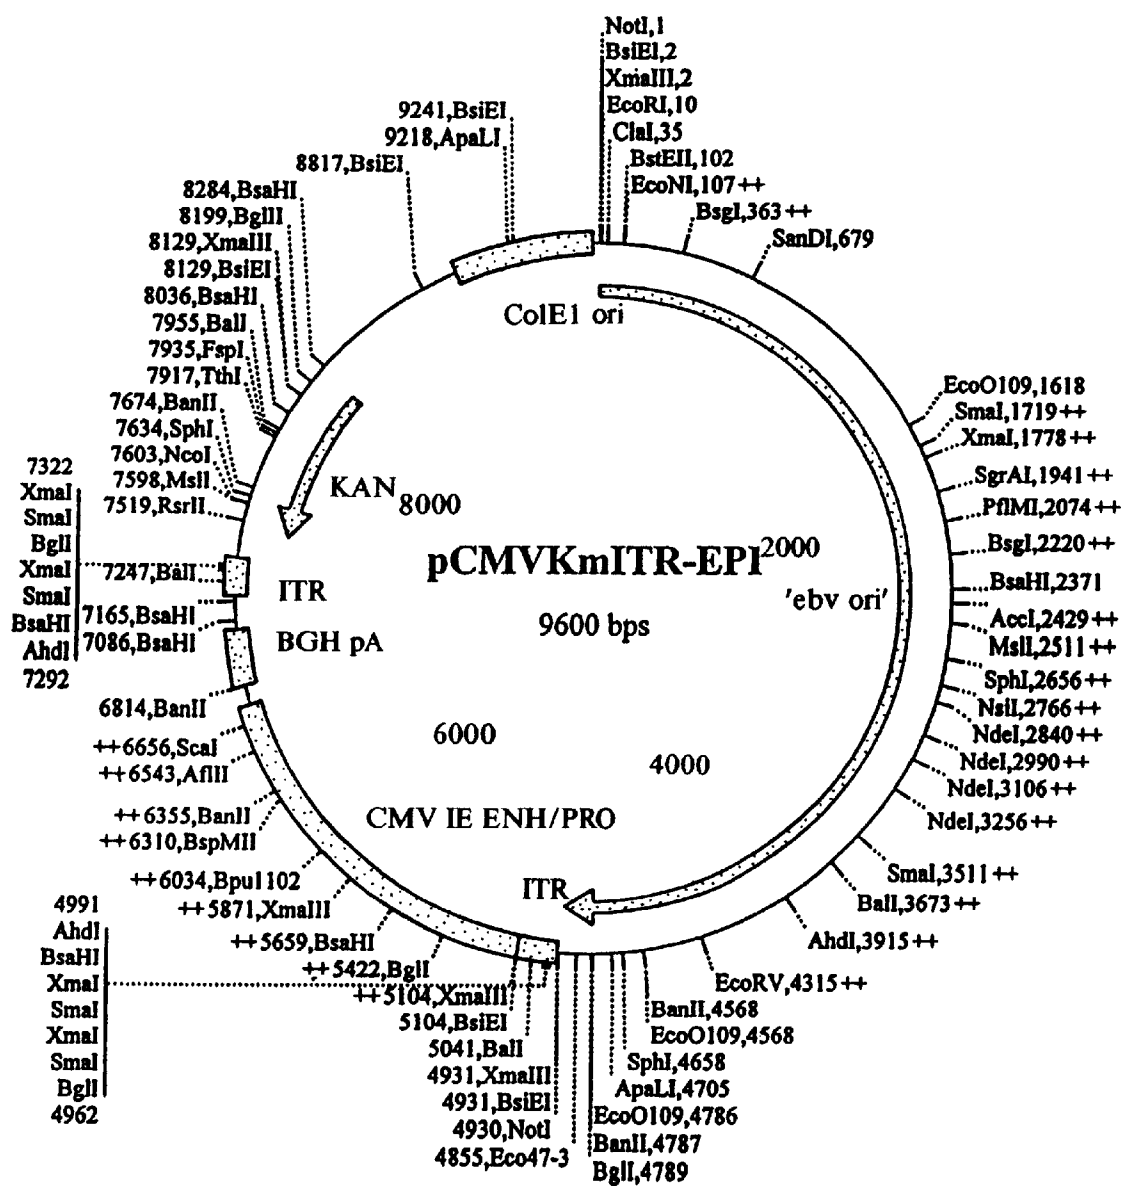 NotI,1
BsiEI,2
XmaIII,2
EcoRI,10
ClaI,35
BstEII,102
EcoNI,107++
BsgI,363++
SanDI,679
EcoO109,1618
SmaI,1719++
XmaI,1778++
SgrAI,1941++
PflMI,2074++
BsgI,2220++
BsaHI,2371
AccI,2429++
MslI,2511++
SphI,2656++
NsiI,2766++
NdeI,2840++
NdeI,2990++
NdeI,3106++
NdeI,3256++
SmaI,3511++
BalI,3673++
AhdI,3915++
EcoRV,4315++
BanII,4568
EcoO109,4568
SphI,4658
ApaLI,4705
EcoO109,4786
BanII,4787
BglI,4789
4855,Eco47-3
4930,NotI
4931,BsiEI
4931,XmaIII
5041,BalI
5104,BsiEI
++5104,XmaIII
++5422,BglI
++5659,BsaHI
++5871,XmaIII
++6034,Bpu1102
++6310,BspMII
++6355,BanII
++6543,AflII
++6656,ScaI
6814,BanII
7086,BsaHI
7165,BsaHI
7247,BalI
7519,RsrII
7598,MslI
7603,NcoI
7634,SphI
7674,BanII
7917,TthI
7935,FspI
7955,BalI
8036,BsaHI
8129,BsiEI
8129,XmaIII
8199,BglII
8284,BsaHI
8817,BsiEI
9218,ApaLI
9241,BsiEI
7322
XmaI
SmaI
BglI
XmaI
SmaI
BsaHI
AhdI
7292
4991
AhdI
BsaHI
XmaI
SmaI
XmaI
SmaI
BglI
4962
ColE1 ori
KAN
8000
pCMVKmITR-EPI
2000
'ebv ori'
9600 bps
ITR
BGH pA
6000
4000
CMV IE ENH/PRO
ITR